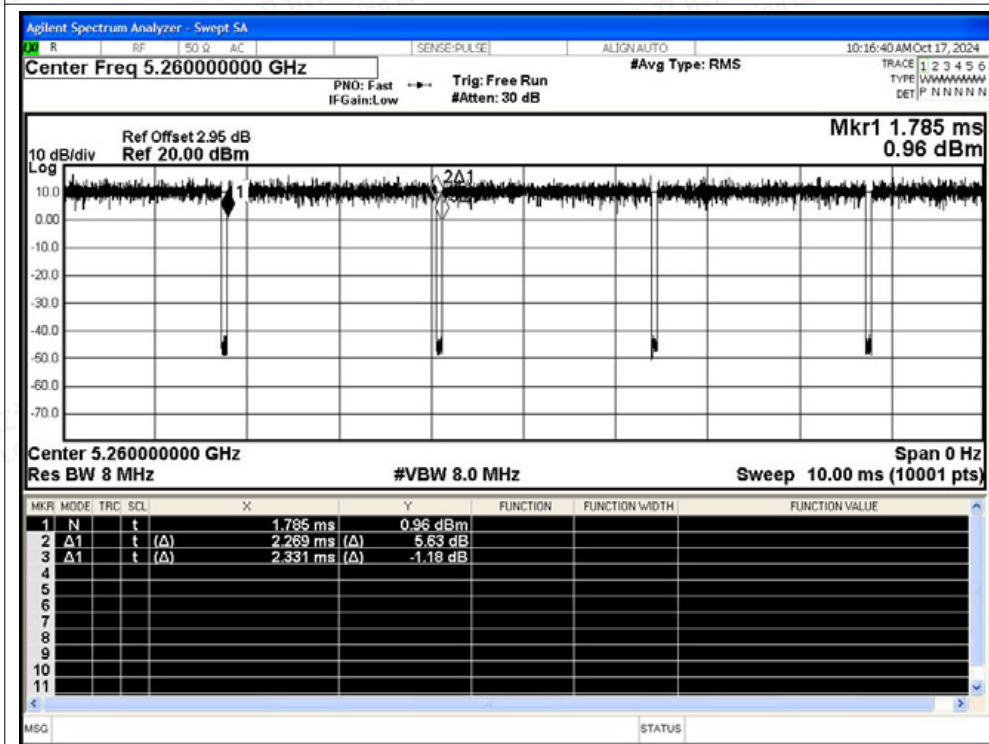 Agilent Spectrum Analyzer - Swept SA
LXI R RF 50 Ω AC SENSE:PULSE ALIGN AUTO 10:16:40 AM Oct 17, 2024
Center Freq 5.260000000 GHz #Avg Type: RMS TRACE 1 2 3 4 5 6
PNO: Fast Trig: Free Run TYPE WWWWWW
IFGain:Low #Atten: 30 dB DET P N N N N N
Mkr1 1.785 ms
Ref Offset 2.95 dB
10 dB/div Ref 20.00 dBm 0.96 dBm
Log
10.0
1
2Δ1
0.00
-10.0
-20.0
-30.0
-40.0
-50.0
-60.0
-70.0
Center 5.260000000 GHz Span 0 Hz
Res BW 8 MHz #VBW 8.0 MHz Sweep 10.00 ms (10001 pts)
MKR MODE TRC SCL X Y FUNCTION FUNCTION WIDTH FUNCTION VALUE
1 N t 1.785 ms 0.96 dBm
2 Δ1 t (Δ) 2.269 ms (Δ) 5.63 dB
3 Δ1 t (Δ) 2.331 ms (Δ) -1.18 dB
4
5
6
7
8
9
10
11
MSG STATUS